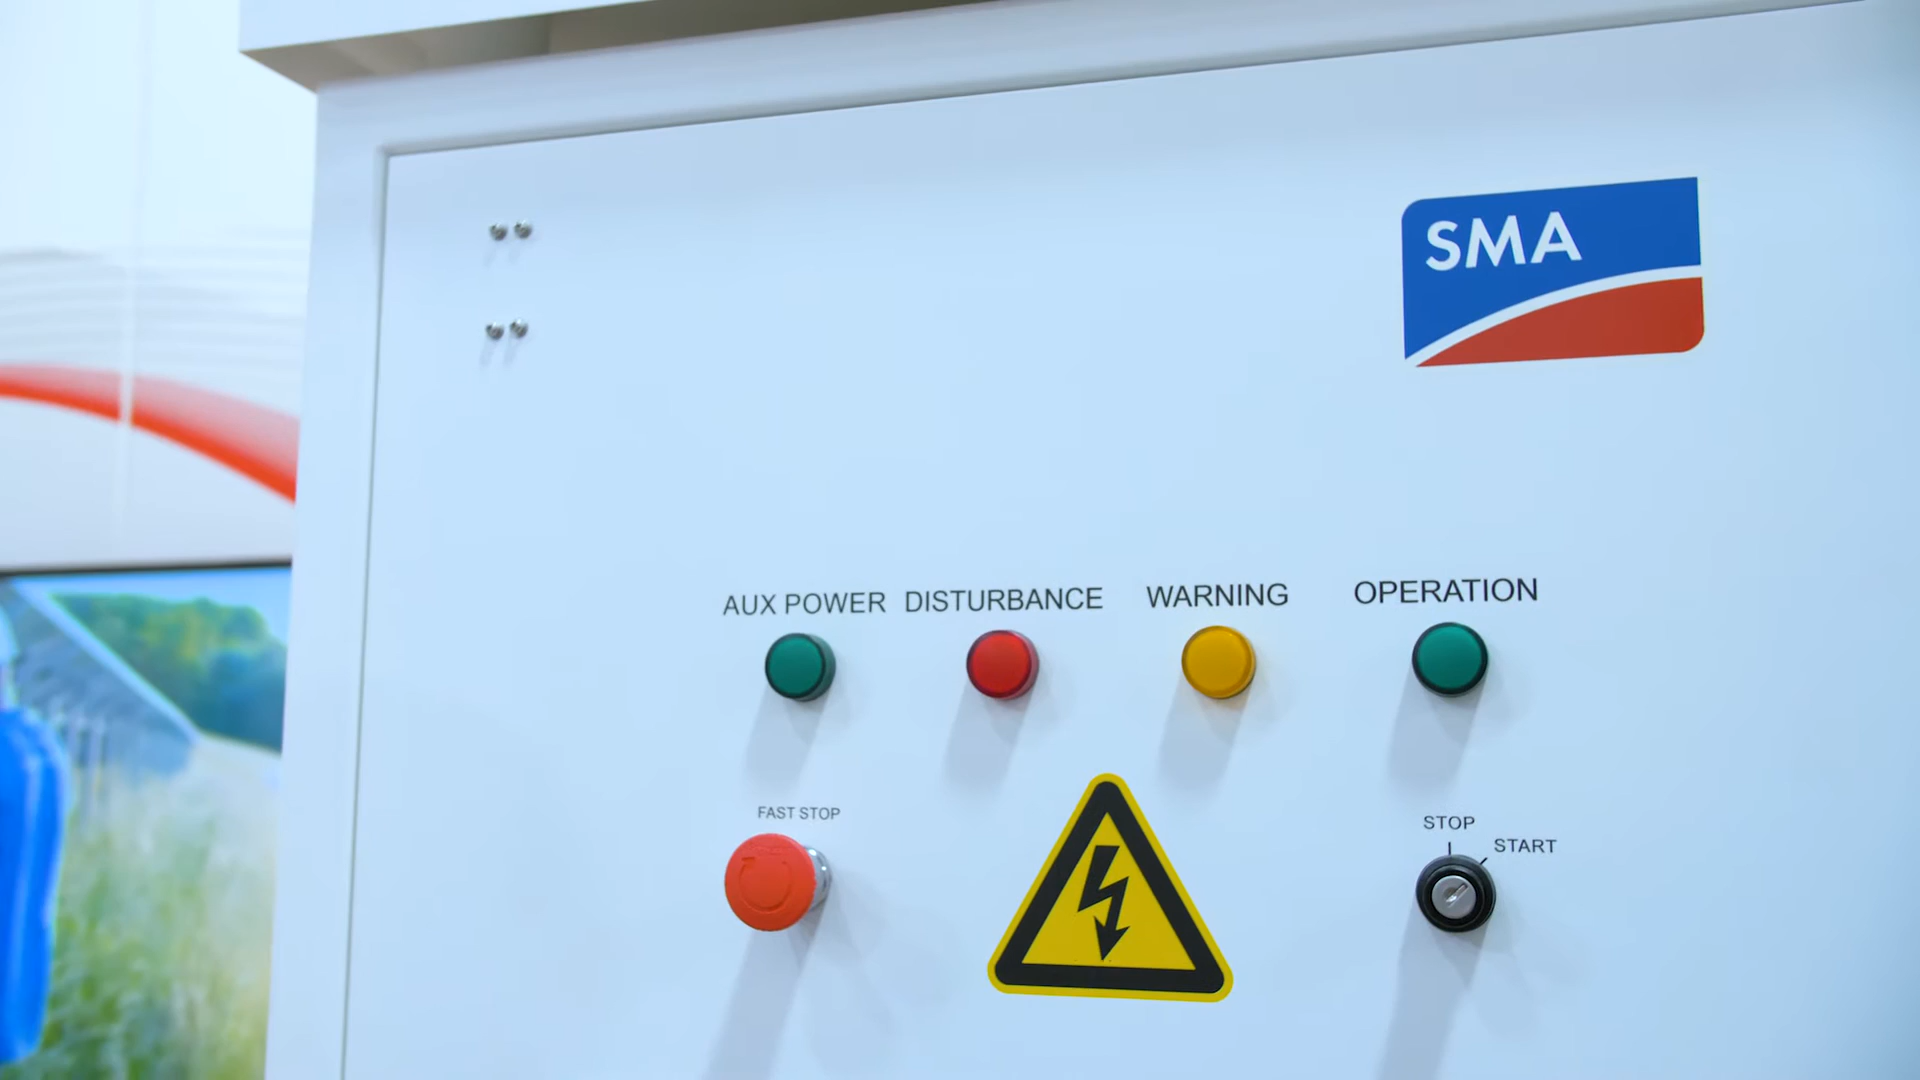 SMA
AUX POWER DISTURBANCE WARNING OPERATION
FAST STOP
STOP
START